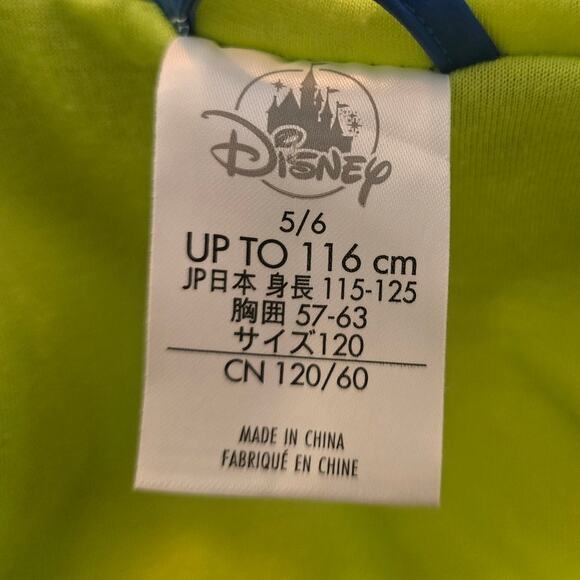 Disney
5/6
UP TO 116 cm
JP日本 身長 115-125
胸囲 57-63
サイズ120
CN 120/60
MADE IN CHINA
FABRIQUÉ EN CHINE